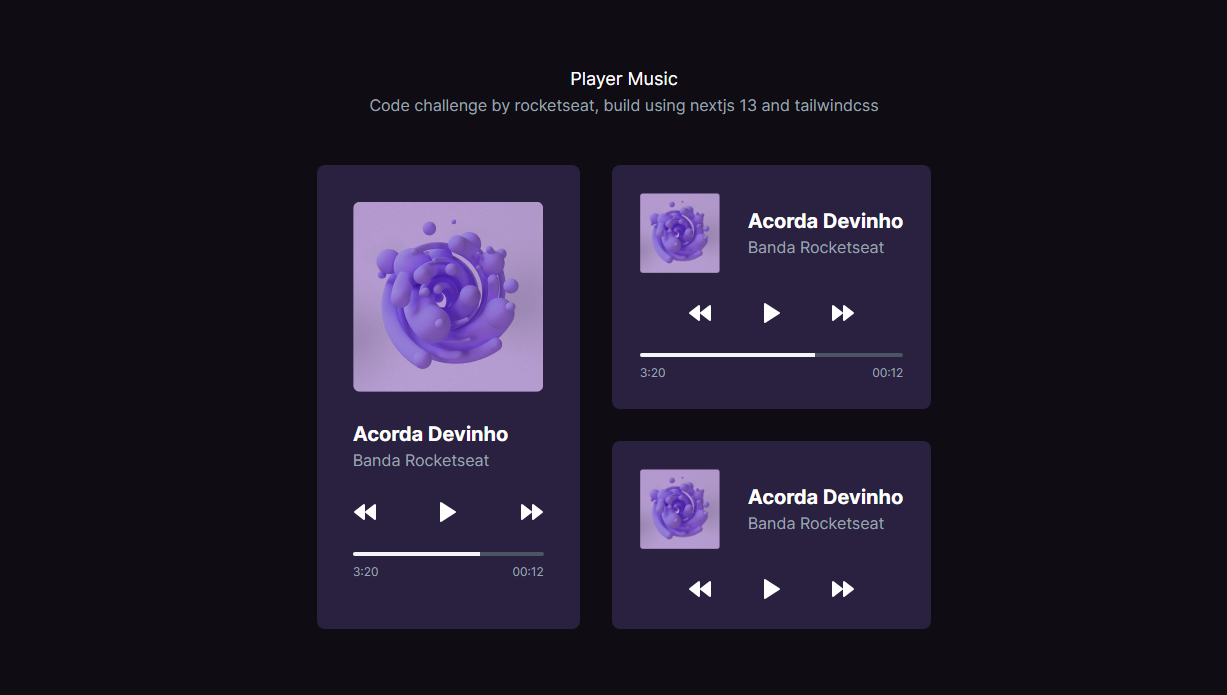 Player Music
Code challenge by rocketseat, build using nextjs 13 and tailwindcss
Acorda Devinho
Banda Rocketseat
3:20 00:12
Acorda Devinho
Banda Rocketseat
3:20 00:12
Acorda Devinho
Banda Rocketseat